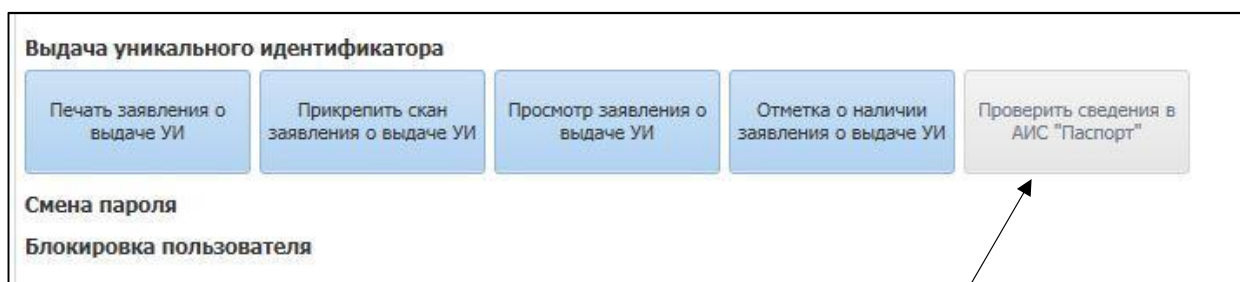 Выдача уникального идентификатора
Печать заявления о
выдаче УИ
Прикрепить скан
заявления о выдаче УИ
Просмотр заявления о
выдаче УИ
Отметка о наличии
заявления о выдаче УИ
Проверить сведения в
АИС "Паспорт"
Смена пароля
Блокировка пользователя